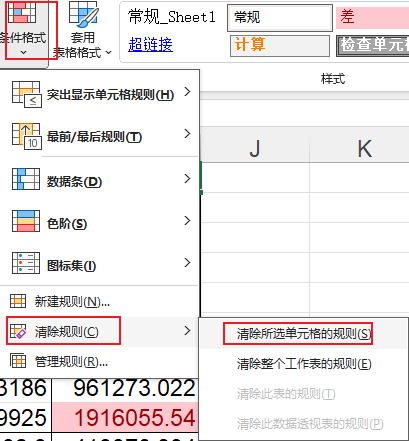 条件格式
套用
表格格式
常规_Sheet1
常规
差
超链接
计算
检查单元格
样式
突出显示单元格规则(H)
最前/最后规则(T)
数据条(D)
色阶(S)
图标集(I)
新建规则(N)...
清除规则(C)
管理规则(R)...
J K
清除所选单元格的规则(S)
清除整个工作表的规则(E)
清除此表的规则(T)
清除此数据透视表的规则(P)
3186 961273.022
9925 1916055.54